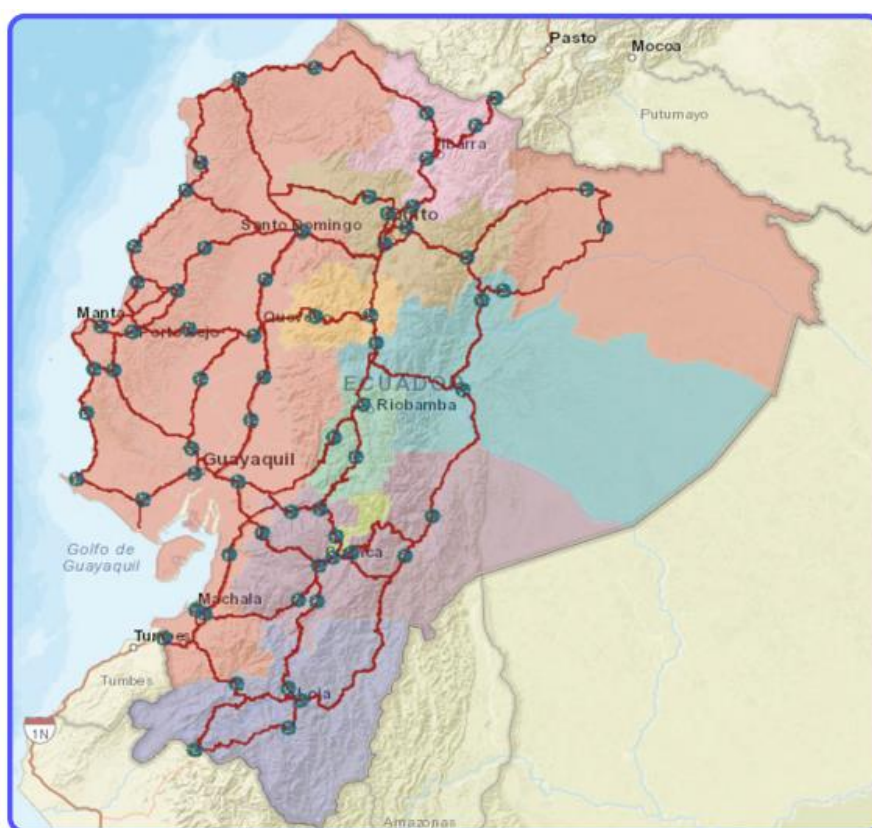 Pasto
Mocoa
Putumayo
Ibarra
Quito
Santo Domingo
Manta
Portoviejo
Quevedo
ECUADOR
Riobamba
Guayaquil
Golfo de
Guayaquil
Cuenca
Machala
Tumbes
Tumbes
Loja
1N
Amazonas